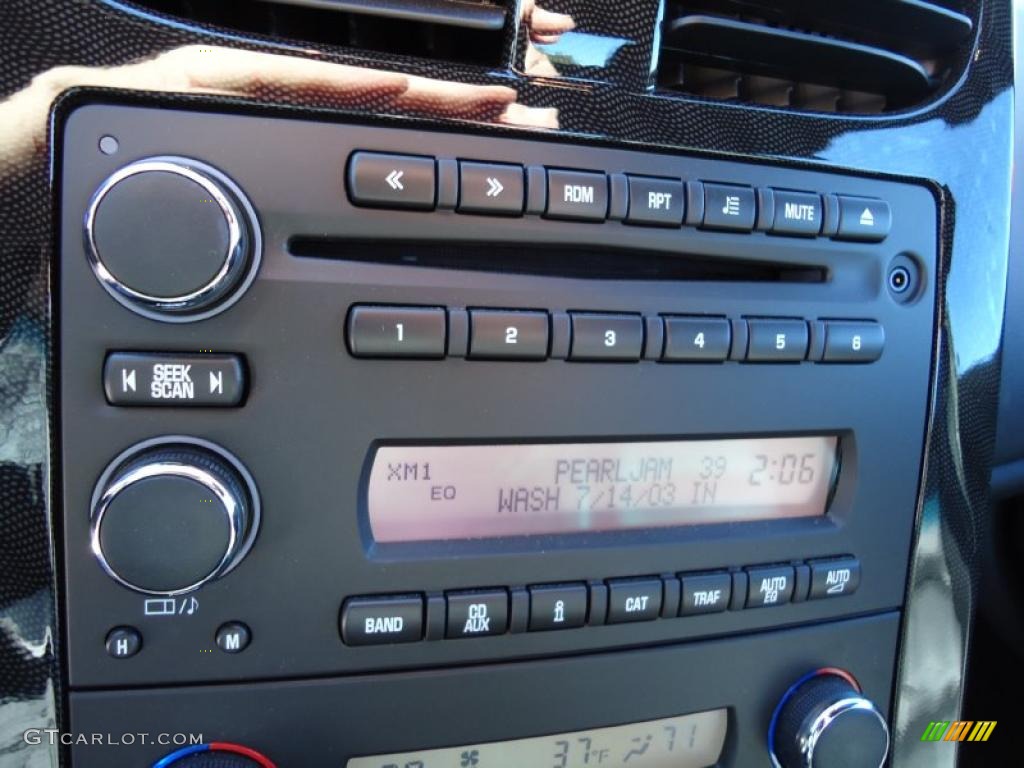 RDM RPT MUTE
1 2 3 4 5 6
SEEK
SCAN
XM1 PEARLJAM 39 2:06
EQ WASH 7/14/03 IN
BAND CD AUX i CAT TRAF AUTO EQ AUTO
H M
37°F 71
GTCARLOT.COM